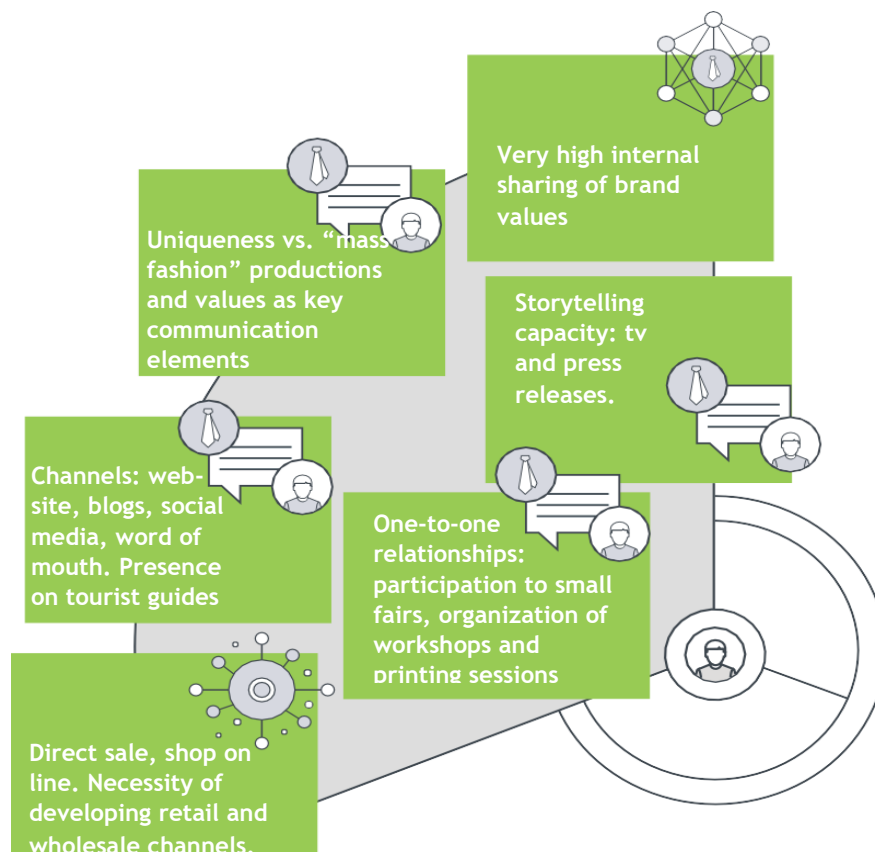 Very high internal
sharing of brand
values
Uniqueness vs. “mass
fashion” productions
and values as key
communication
elements
Storytelling
capacity: tv
and press
releases.
Channels: web-
site, blogs, social
media, word of
mouth. Presence
on tourist guides
One-to-one
relationships:
participation to small
fairs, organization of
workshops and
printing sessions
Direct sale, shop on
line. Necessity of
developing retail and
wholesale channels.